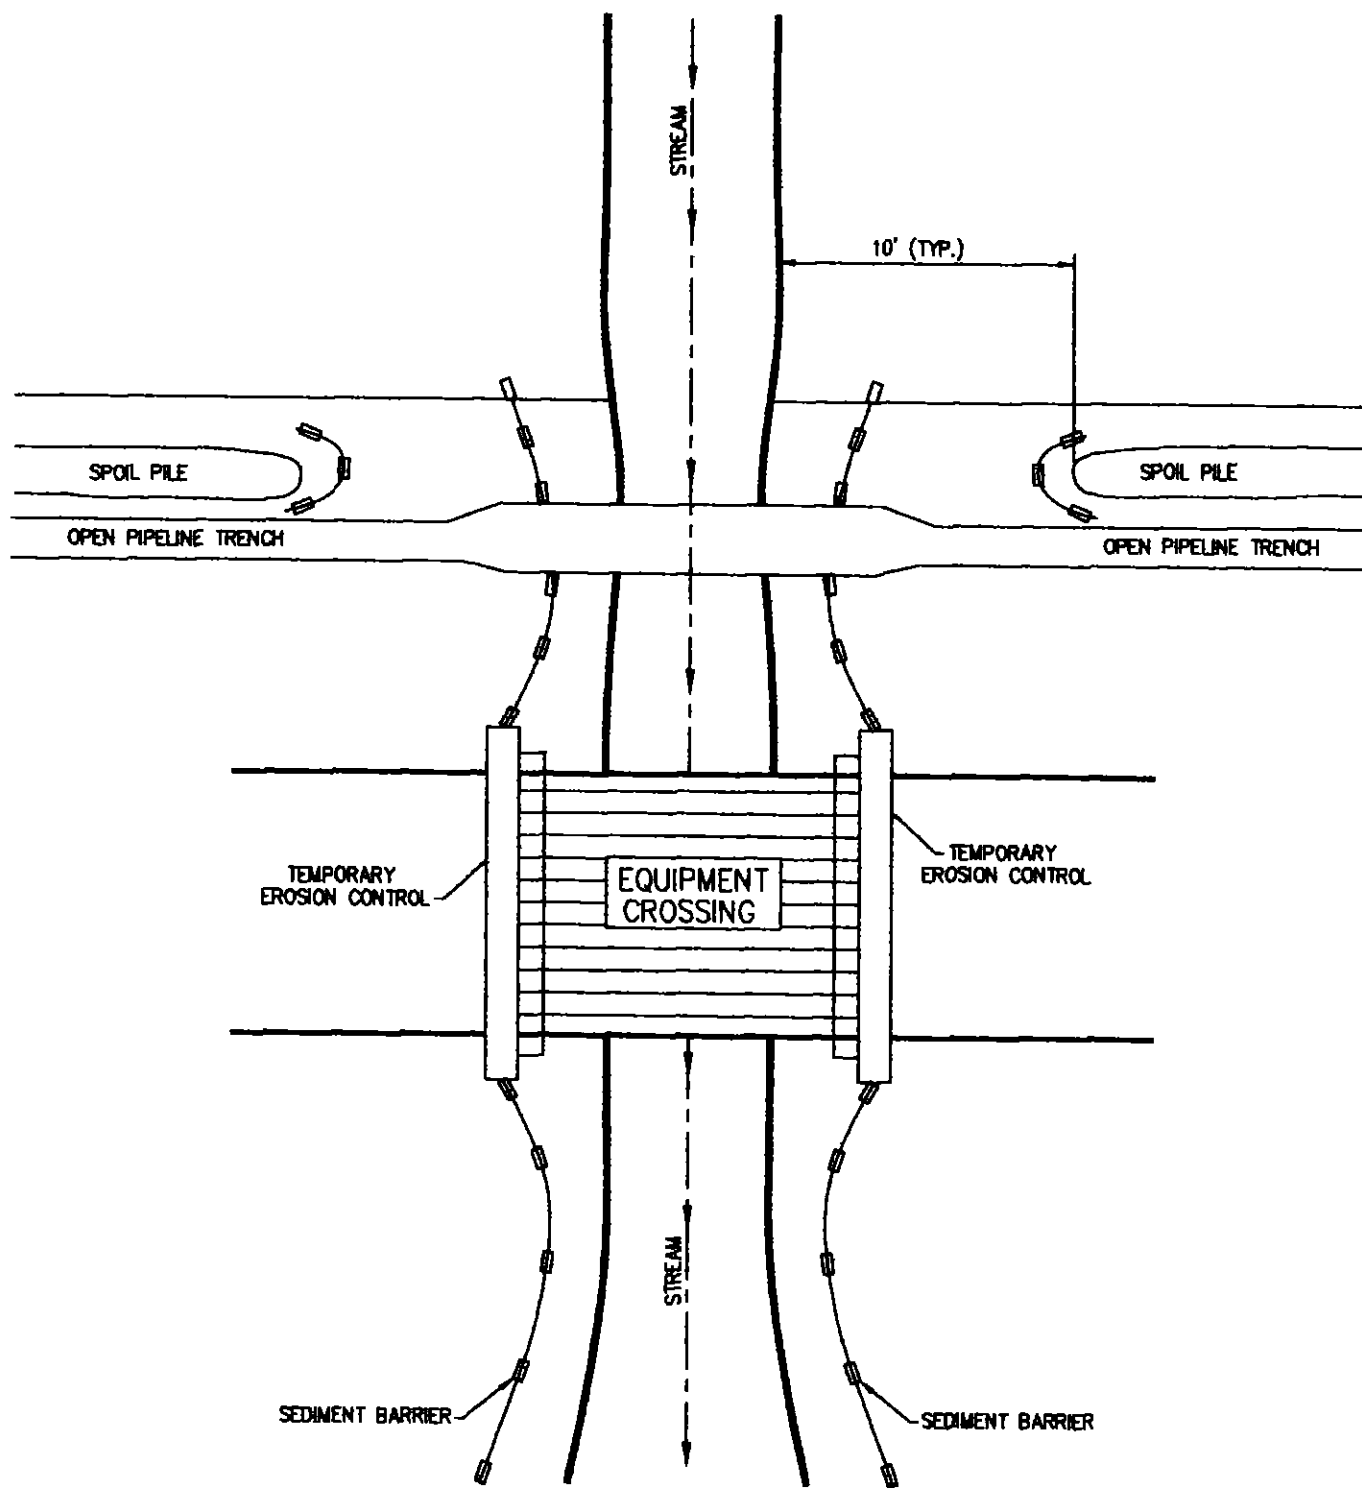 STREAM
10' (TYP.)
SPOIL PILE
SPOIL PILE
OPEN PIPELINE TRENCH
OPEN PIPELINE TRENCH
TEMPORARY
EROSION CONTROL
EQUIPMENT
CROSSING
TEMPORARY
EROSION CONTROL
STREAM
SEDIMENT BARRIER
SEDIMENT BARRIER